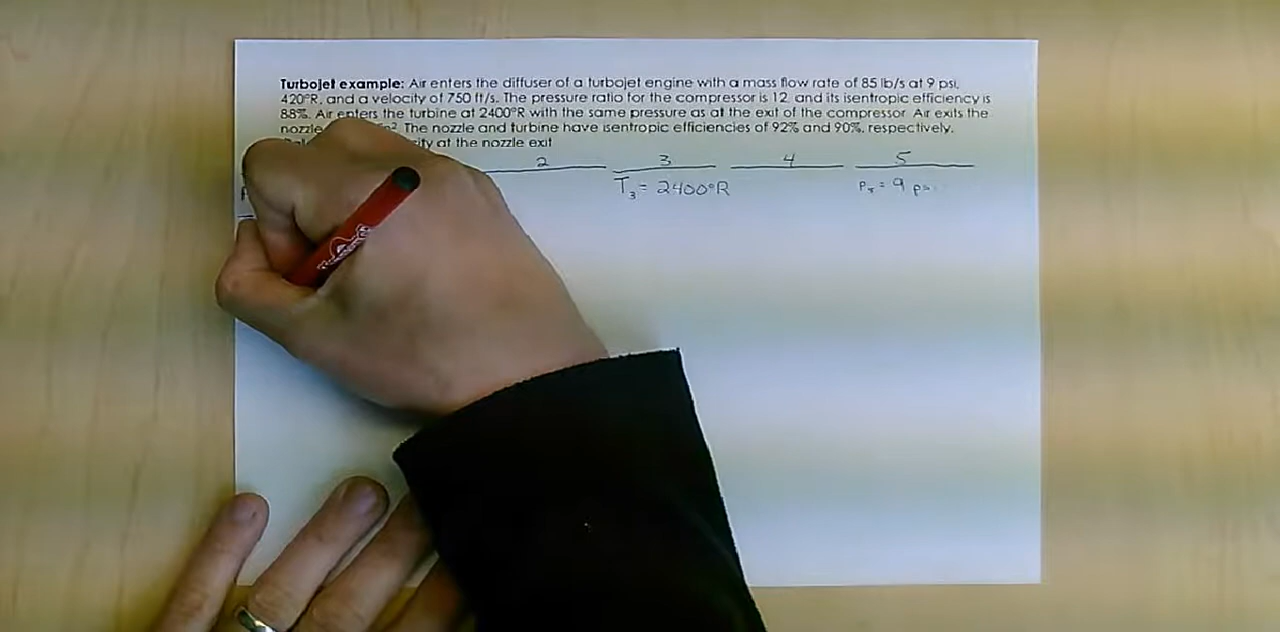 Turbojet example: Air enters the diffuser of a turbojet engine with a mass flow rate of 85 lb/s at 9 psi,
420°R, and a velocity of 750 ft/s. The pressure ratio for the compressor is 12, and its isentropic efficiency is
88%. Air enters the turbine at 2400°R with the same pressure as at the exit of the compressor. Air exits the
nozzle The nozzle and turbine have isentropic efficiencies of 92% and 90%, respectively.
at the nozzle exit
2 3 4 5
T₃ = 2400°R P₅ = 9